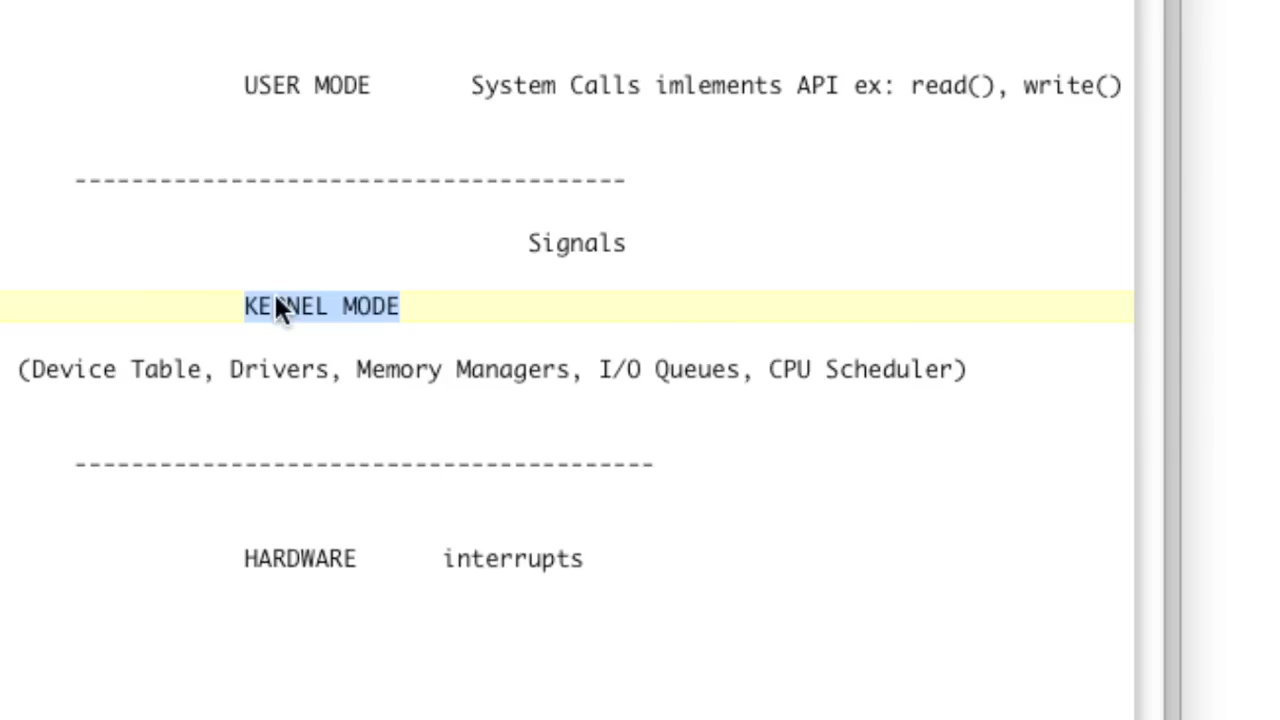 USER MODE System Calls imlements API ex: read(), write()
---------------------------------------
Signals
KERNEL MODE
(Device Table, Drivers, Memory Managers, I/O Queues, CPU Scheduler)
-----------------------------------------
HARDWARE interrupts